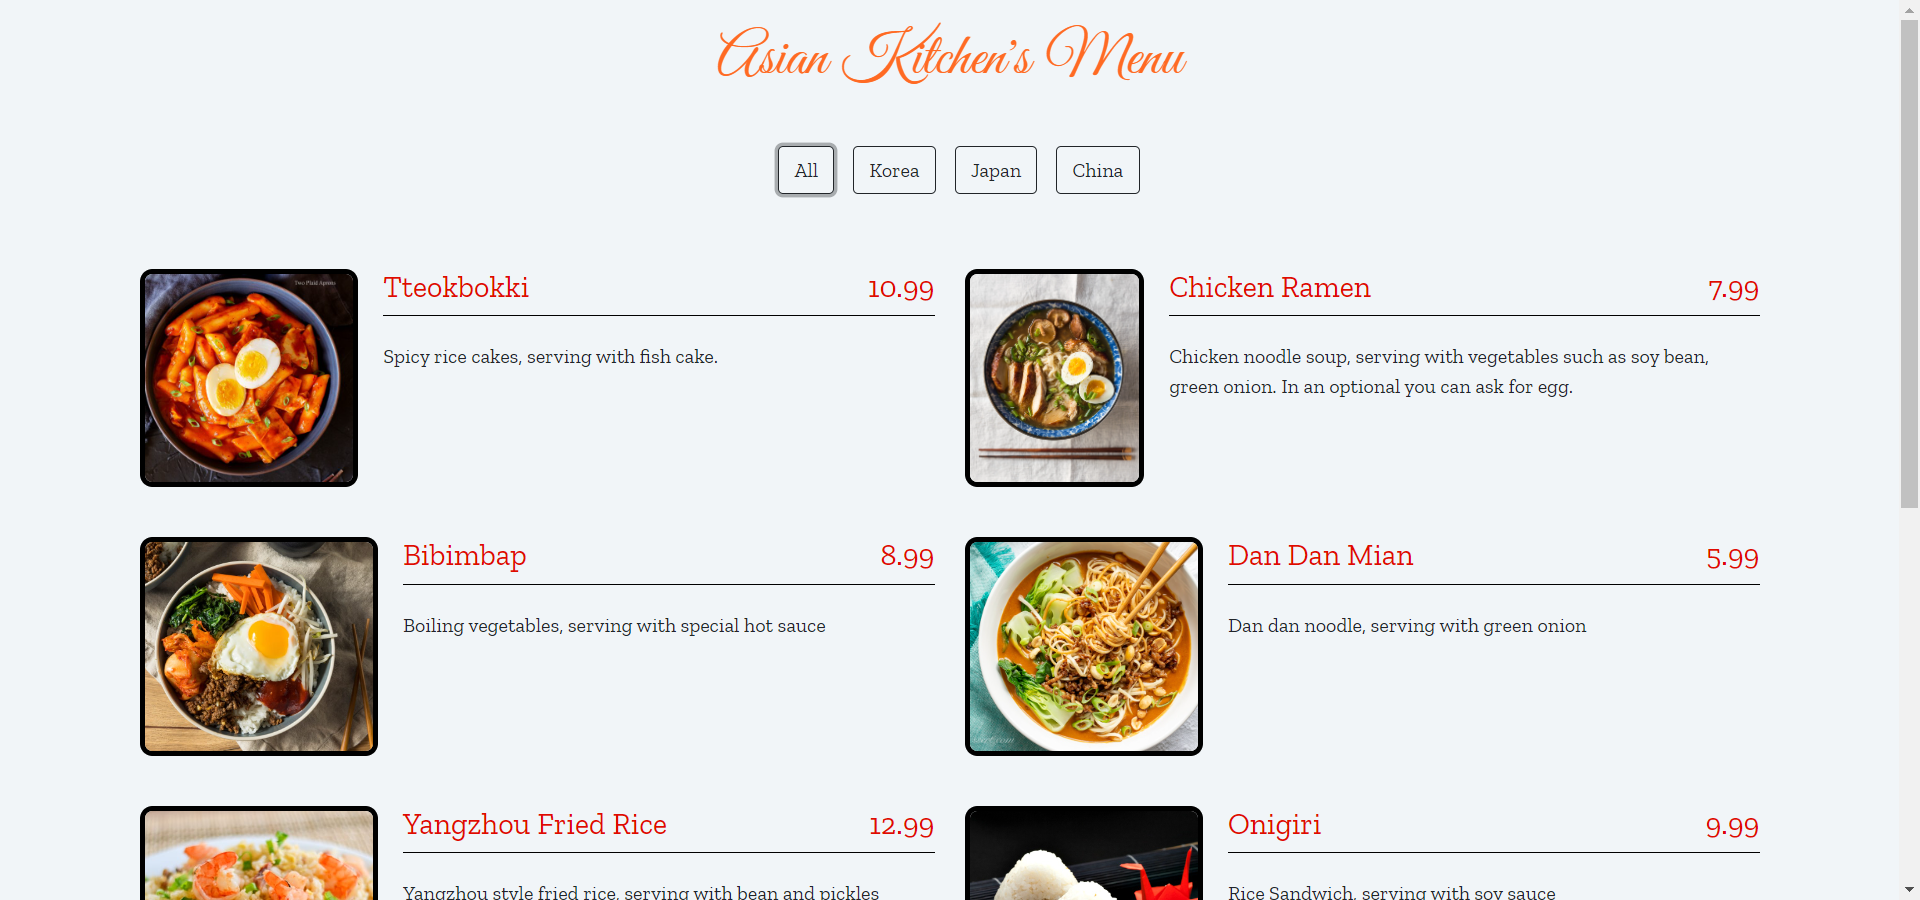 Asian Kitchen's Menu
All
Korea
Japan
China
Tteokbokki 10.99
Spicy rice cakes, serving with fish cake.
Chicken Ramen 7.99
Chicken noodle soup, serving with vegetables such as soy bean,
green onion. In an optional you can ask for egg.
Bibimbap 8.99
Boiling vegetables, serving with special hot sauce
Dan Dan Mian 5.99
Dan dan noodle, serving with green onion
Yangzhou Fried Rice 12.99
Yangzhou style fried rice, serving with bean and pickles
Onigiri 9.99
Rice Sandwich, serving with soy sauce
Two Plaid Aprons